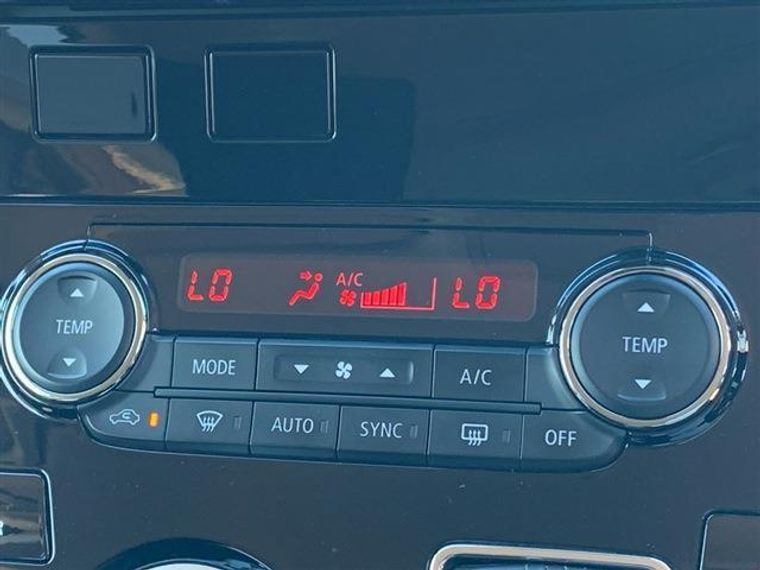 LO A/C LO
TEMP
TEMP
MODE
A/C
AUTO
SYNC
OFF